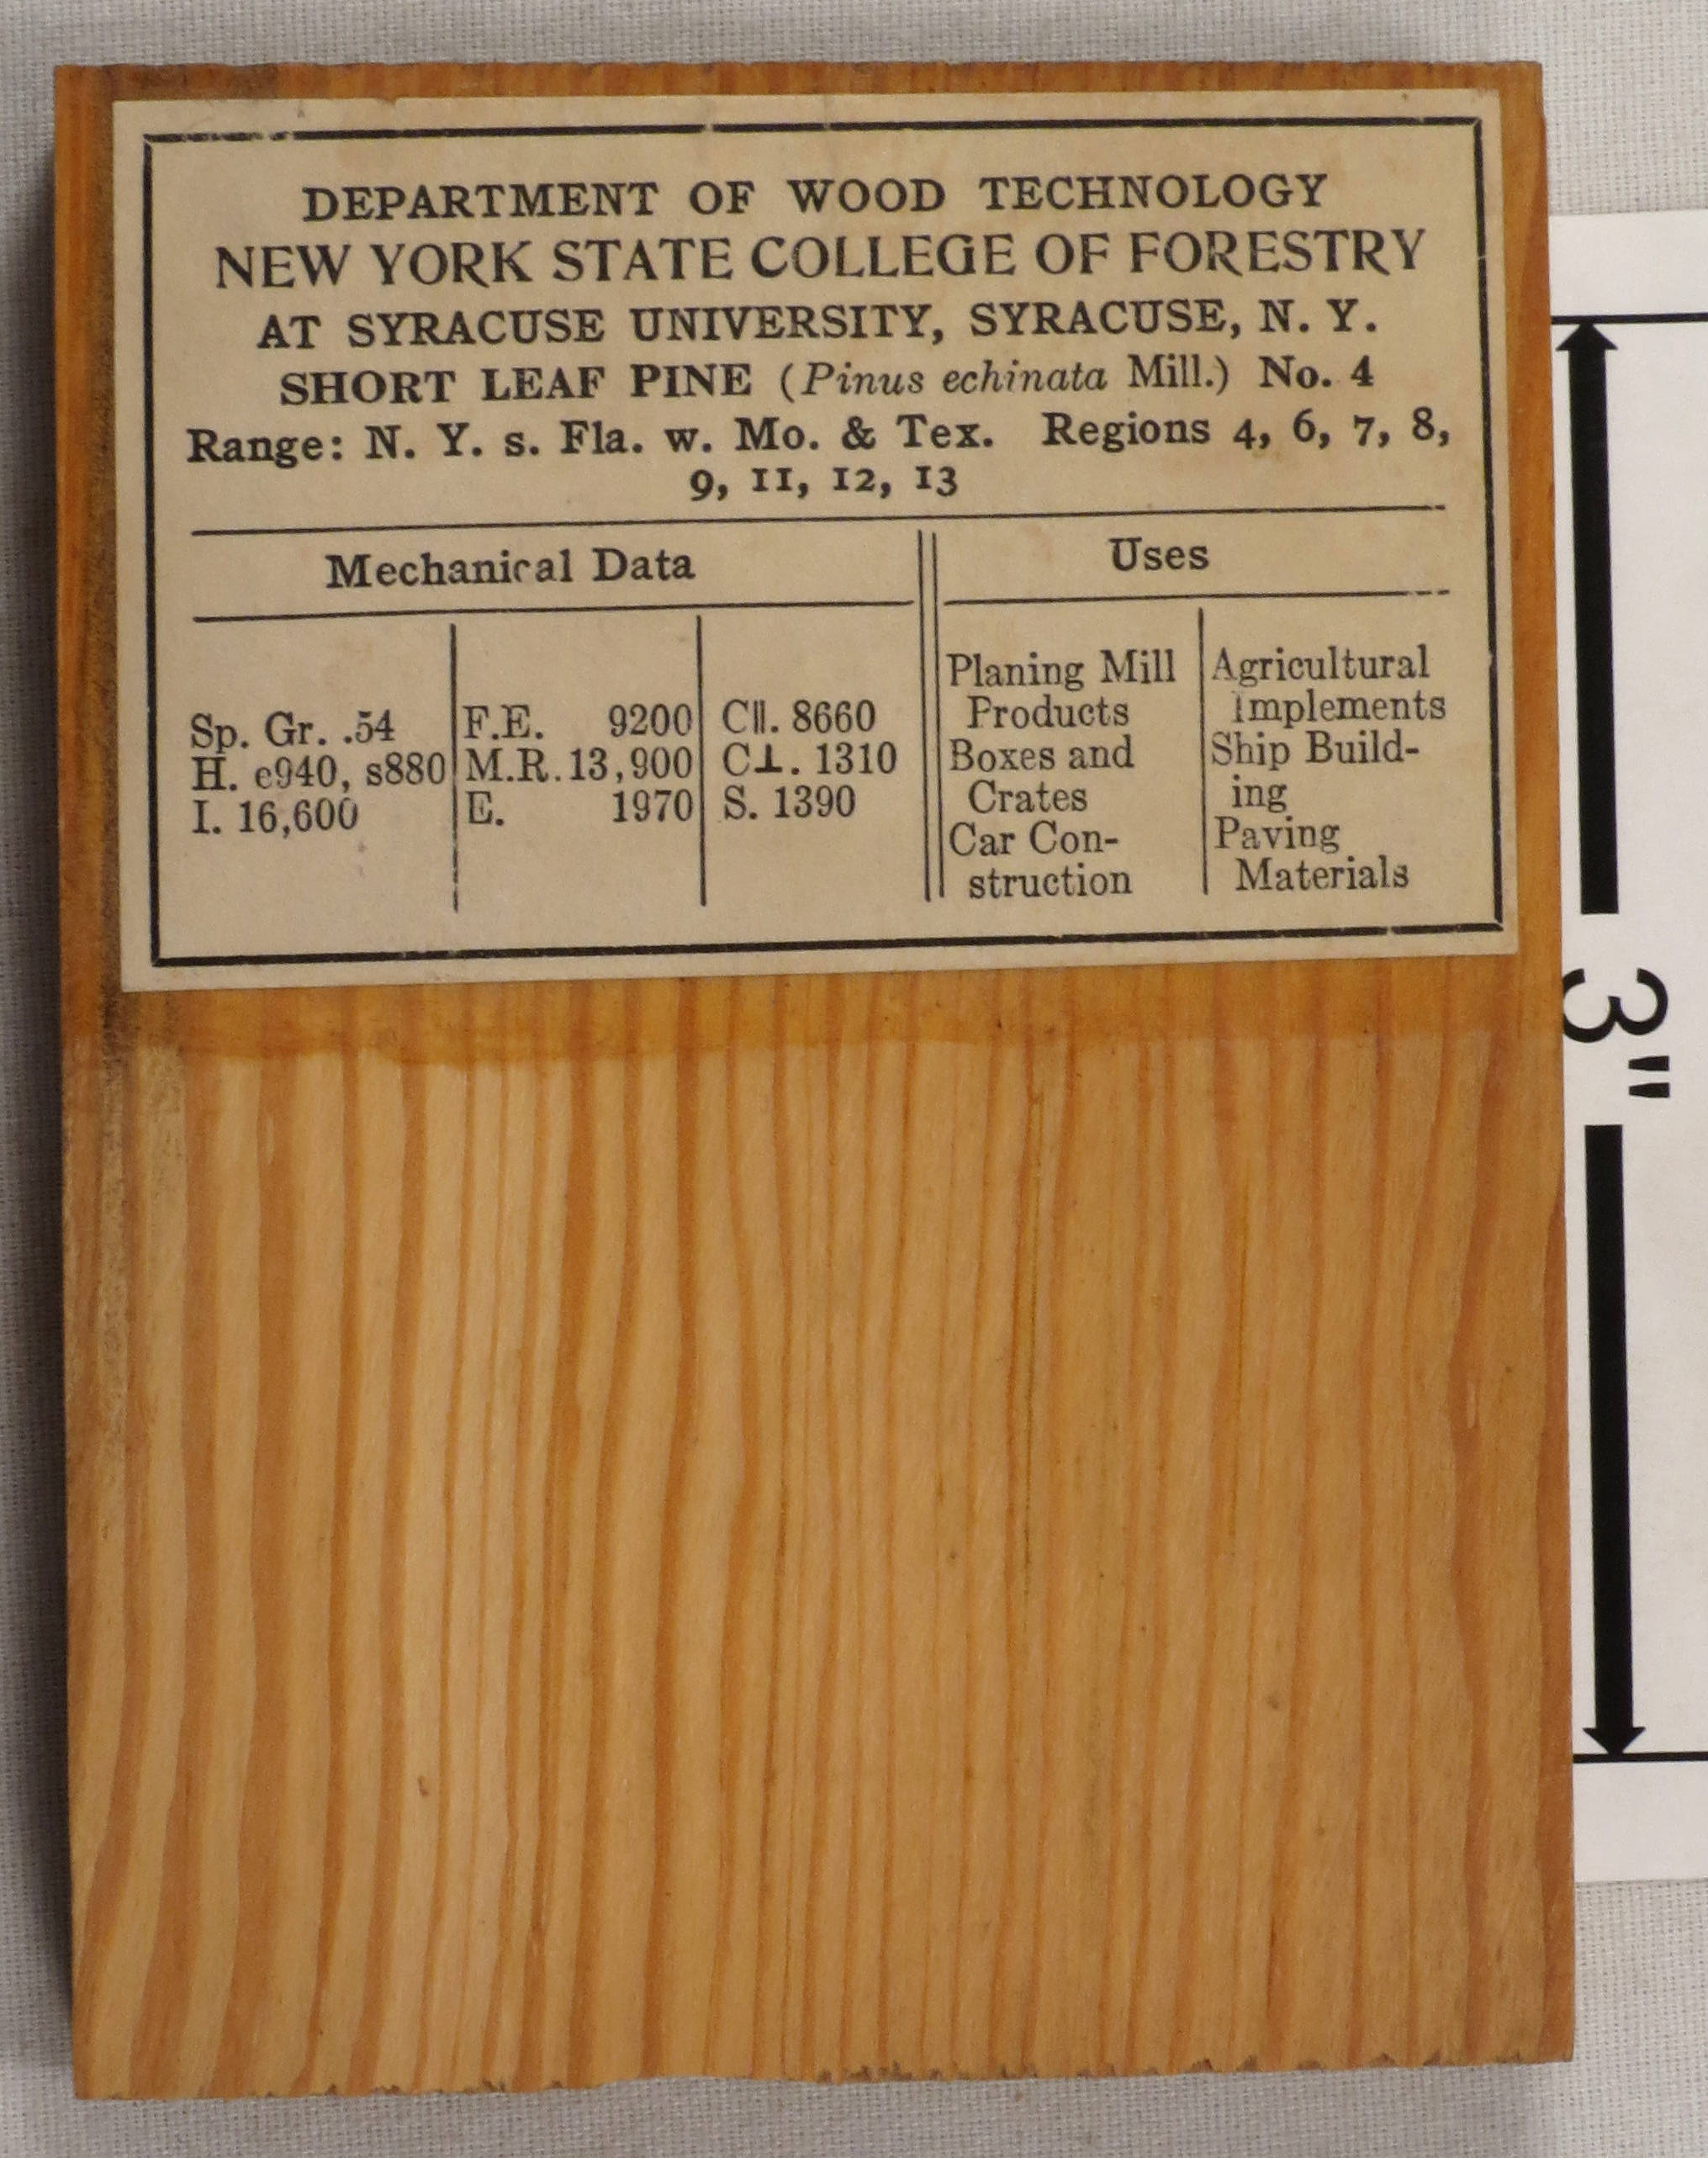 DEPARTMENT OF WOOD TECHNOLOGY
NEW YORK STATE COLLEGE OF FORESTRY
AT SYRACUSE UNIVERSITY, SYRACUSE, N. Y.
SHORT LEAF PINE (Pinus echinata Mill.) No. 4
Range: N. Y. s. Fla. w. Mo. & Tex. Regions 4, 6, 7, 8,
9, 11, 12, 13
Mechanical Data
Sp. Gr. .54
H. e940, s880
I. 16,600
F.E. 9200
M.R. 13,900
E. 1970
C||. 8660
C⊥. 1310
S. 1390
Uses
Planing Mill
Products
Boxes and
Crates
Car Con-
struction
Agricultural
Implements
Ship Build-
ing
Paving
Materials
3"